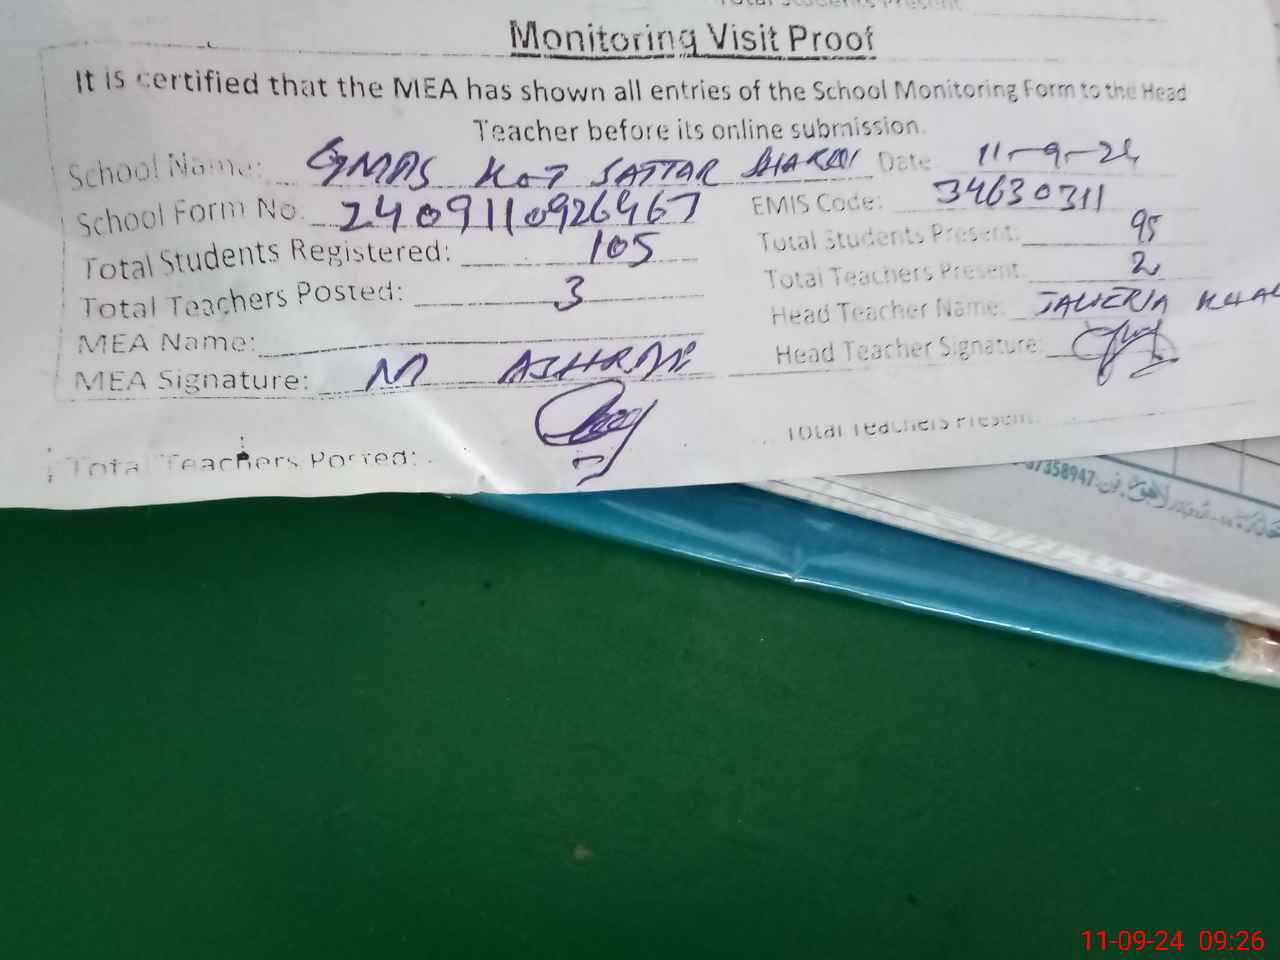 Total Students Present
Monitoring Visit Proof
It is certified that the MEA has shown all entries of the School Monitoring Form to the Head
Teacher before its online submission.
School Name: GMPS KOT SATTAR Date 11-9-24
School Form No. 240911092646 EMIS Code: 34630311
Total Students Registered: 105 Total Students Present: 95
Total Teachers Posted: 3 Total Teachers Present: 2
MEA Name: Head Teacher Name:
MEA Signature: M ASHRAF Head Teacher Signature:
Total Teachers Posted: Total Teachers Present:
37358947
11-09-24 09:26